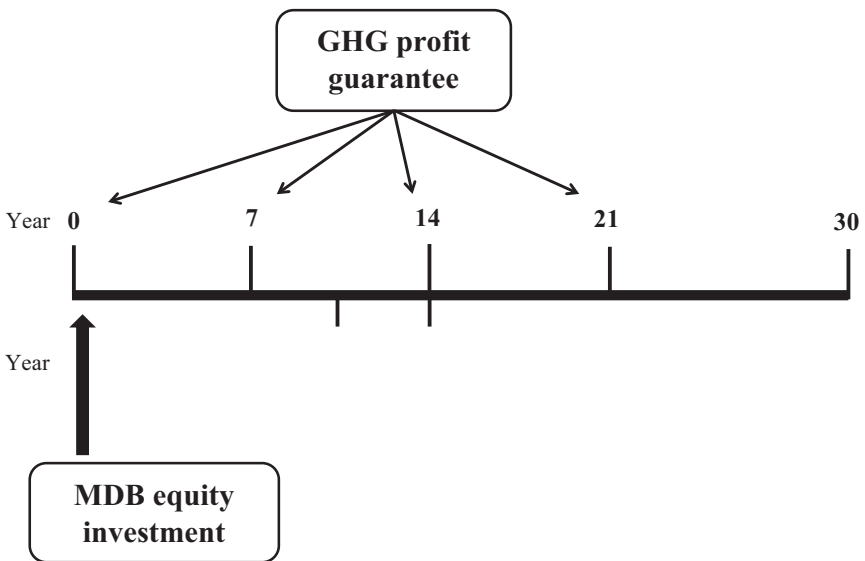 GHG profit
guarantee
Year 0 7 14 21 30
Year
MDB equity
investment